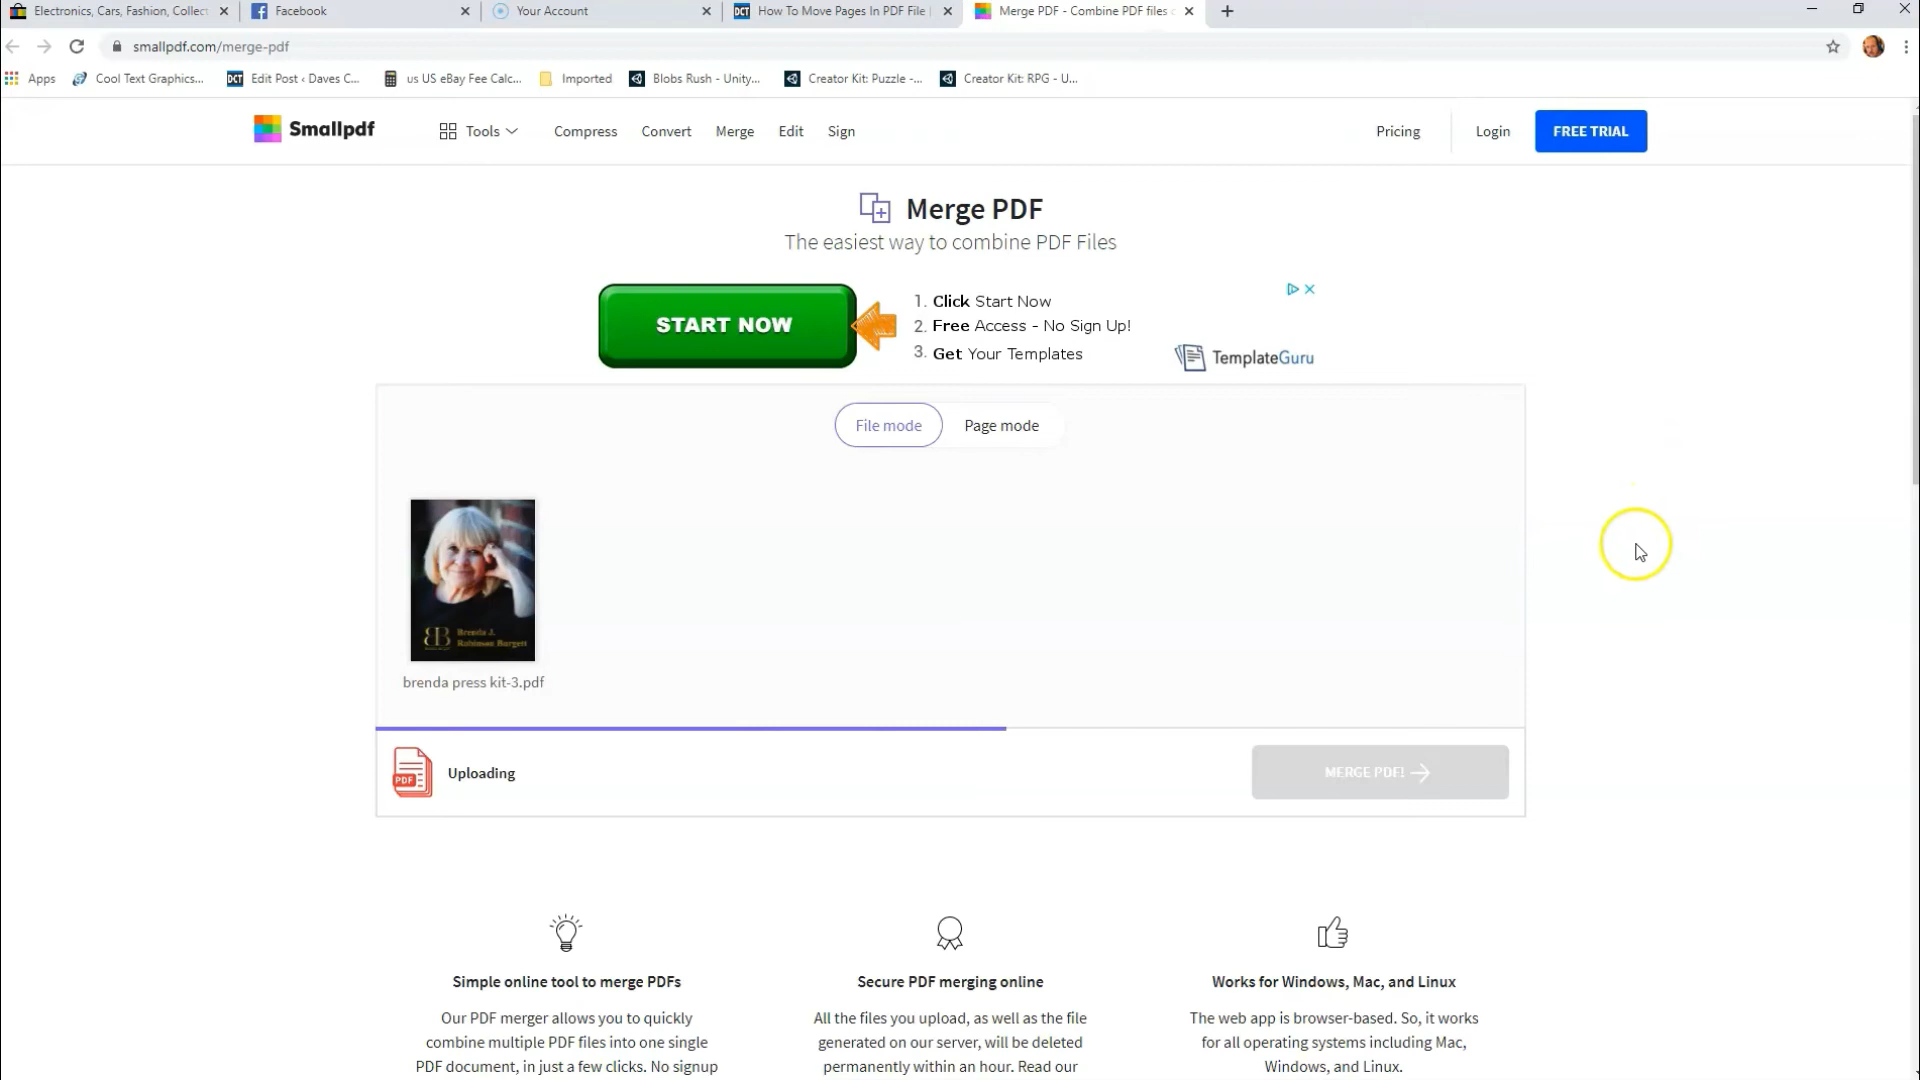 Electronics, Cars, Fashion, Collect
Facebook
Your Account
How To Move Pages In PDF File
Merge PDF - Combine PDF files
smallpdf.com/merge-pdf
Apps
Cool Text Graphics...
DCT
Edit Post ‹ Daves C...
us US eBay Fee Calc...
Imported
Blobs Rush - Unity...
Creator Kit: Puzzle -...
Creator Kit: RPG - U...
Smallpdf
Tools
Compress
Convert
Merge
Edit
Sign
Pricing
Login
FREE TRIAL
Merge PDF
The easiest way to combine PDF Files
START NOW
1. Click Start Now
2. Free Access - No Sign Up!
3. Get Your Templates
TemplateGuru
File mode
Page mode
Brenda J.
Robinson Burgett
brenda press kit-3.pdf
PDF
Uploading
MERGE PDF!
Simple online tool to merge PDFs
Our PDF merger allows you to quickly
combine multiple PDF files into one single
PDF document, in just a few clicks. No signup
Secure PDF merging online
All the files you upload, as well as the file
generated on our server, will be deleted
permanently within an hour. Read our
Works for Windows, Mac, and Linux
The web app is browser-based. So, it works
for all operating systems including Mac,
Windows, and Linux.